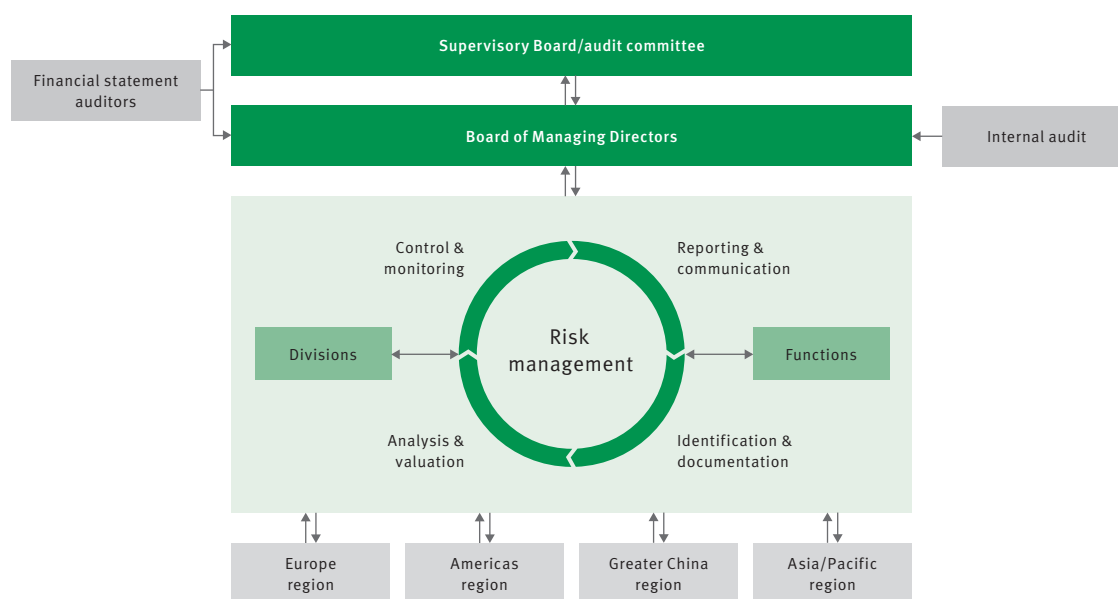 Supervisory Board/audit committee
Financial statement
auditors
Board of Managing Directors
Internal audit
Control &
monitoring
Reporting &
communication
Divisions
Risk
management
Functions
Analysis &
valuation
Identification &
documentation
Europe
region
Americas
region
Greater China
region
Asia/Pacific
region